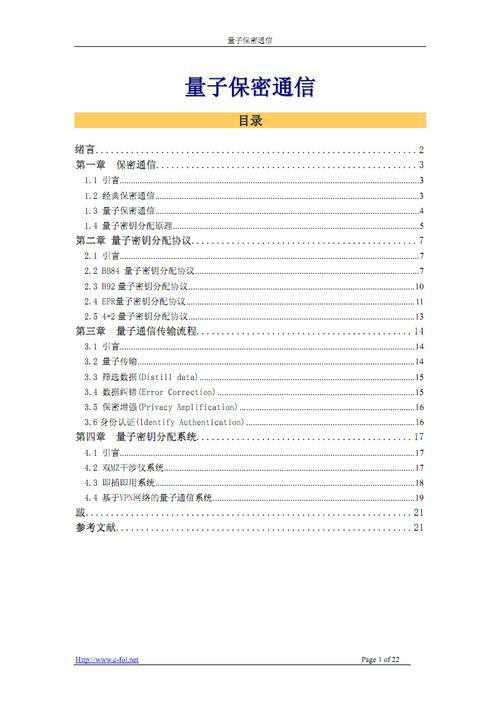 量子保密通信
量子保密通信
目录
绪言................................................................2
第一章 保密通信....................................................3
1.1 引言............................................................3
1.2 经典保密通信....................................................3
1.3 量子保密通信....................................................4
1.4 量子密钥分配原理................................................5
第二章 量子密钥分配协议............................................7
2.1 引言............................................................7
2.2 BB84 量子密钥分配协议...........................................7
2.3 B92 量子密钥分配协议............................................10
2.4 EPR量子密钥分配协议.............................................11
2.5 4+2 量子密钥分配协议............................................13
第三章 量子通信传输流程............................................14
3.1 引言............................................................14
3.2 量子传输........................................................14
3.3 筛选数据(Distill data)..........................................15
3.4 数据纠错(Error Correction)......................................15
3.5 保密增强(Privacy Amplification).................................16
3.6 身份认证(Identify Authentication)...............................16
第四章 量子密钥分配系统............................................17
4.1 引言............................................................17
4.2 双MZ干涉仪系统..................................................17
4.3 即插即用系统....................................................18
4.4 基于VPN网络的量子通信系统.......................................19
跋..................................................................21
参考文献............................................................21
Http://www.c-fol.net Page 1 of 22